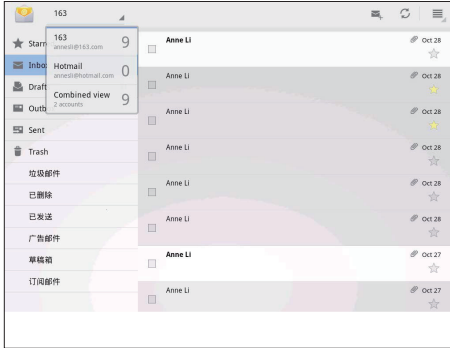 163
163
annesli@163.com
9
Hotmail
annesli@hotmail.com
0
Combined view
2 accounts
9
Starr
Inbo
Draft
Outb
Sent
Trash
垃圾邮件
已删除
已发送
广告邮件
草稿箱
订阅邮件
Anne Li
Oct 28
Anne Li
Oct 28
Anne Li
Oct 28
Anne Li
Oct 28
Anne Li
Oct 28
Anne Li
Oct 28
Anne Li
Oct 27
Anne Li
Oct 27